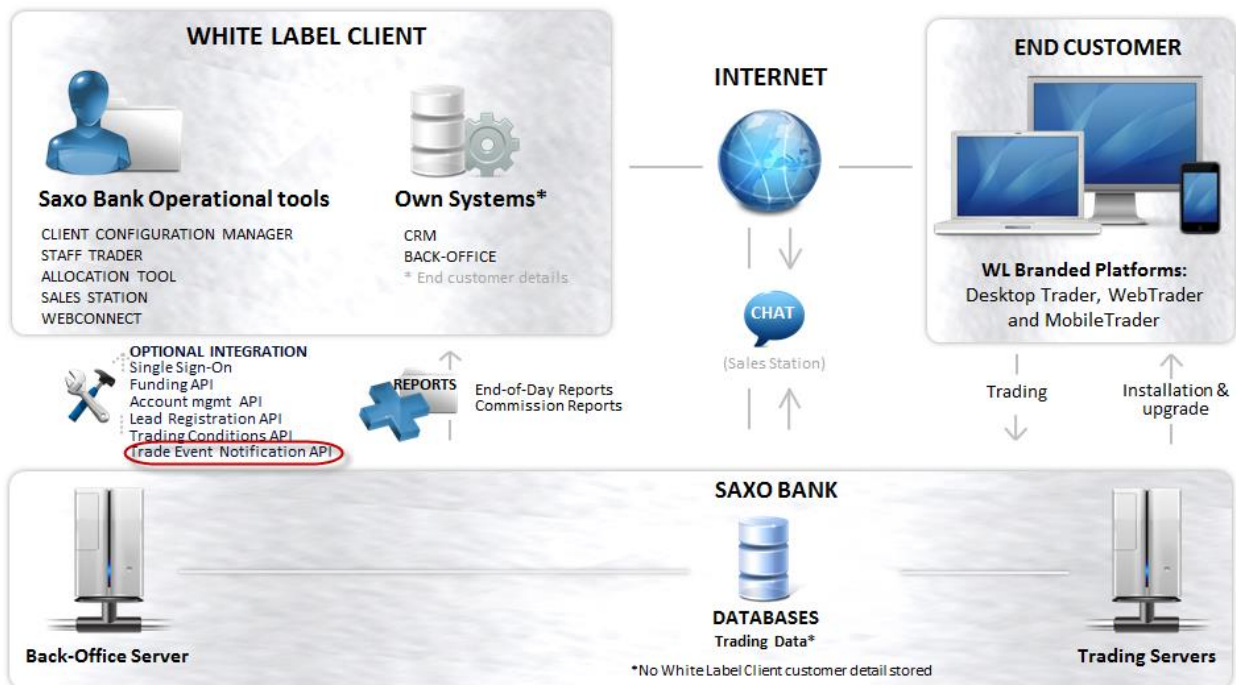 WHITE LABEL CLIENT
Saxo Bank Operational tools
CLIENT CONFIGURATION MANAGER
STAFF TRADER
ALLOCATION TOOL
SALES STATION
WEBCONNECT
Own Systems*
CRM
BACK-OFFICE
* End customer details
INTERNET
CHAT
(Sales Station)
END CUSTOMER
WL Branded Platforms:
Desktop Trader, WebTrader
and MobileTrader
OPTIONAL INTEGRATION
Single Sign-On
Funding API
Account mgmt API
Lead Registration API
Trading Conditions API
Trade Event Notification API
REPORTS
End-of-Day Reports
Commission Reports
Trading
Installation &
upgrade
SAXO BANK
Back-Office Server
DATABASES
Trading Data*
*No White Label Client customer detail stored
Trading Servers